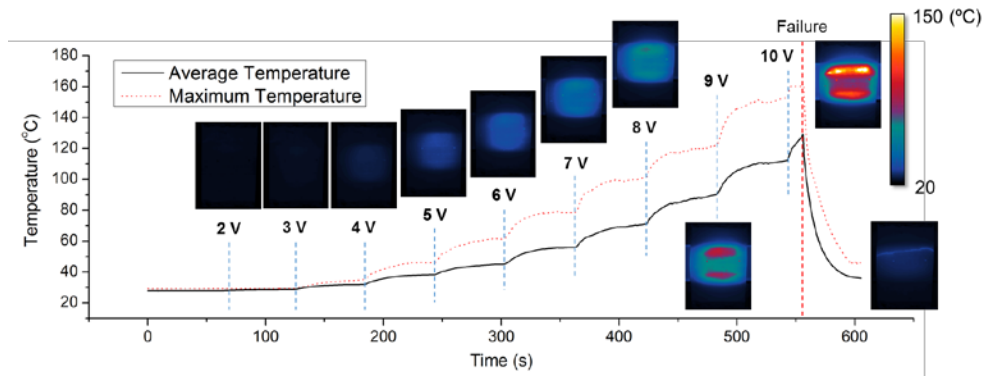 150 (ºC)
20
Failure
Average Temperature
Maximum Temperature
2 V
3 V
4 V
5 V
6 V
7 V
8 V
9 V
10 V
Temperature (°C)
180
160
140
120
100
80
60
40
20
0
100
200
300
400
500
600
Time (s)